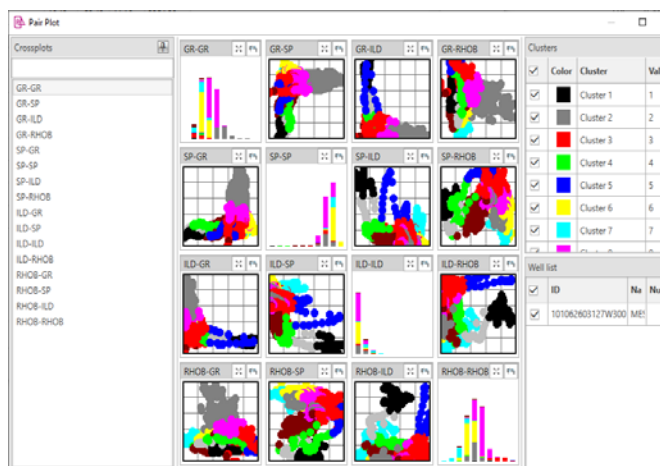 Pair Plot
Crossplots
GR-GR
GR-SP
GR-ILD
GR-RHOB
SP-GR
SP-SP
SP-ILD
SP-RHOB
ILD-GR
ILD-SP
ILD-ILD
ILD-RHOB
RHOB-GR
RHOB-SP
RHOB-ILD
RHOB-RHOB
GR-GR
GR-SP
GR-ILD
GR-RHOB
SP-GR
SP-SP
SP-ILD
SP-RHOB
ILD-GR
ILD-SP
ILD-ILD
ILD-RHOB
RHOB-GR
RHOB-SP
RHOB-ILD
RHOB-RHOB
Clusters
Color Cluster Val
Cluster 1 1
Cluster 2 2
Cluster 3 3
Cluster 4 4
Cluster 5 5
Cluster 6 6
Cluster 7 7
Well list
ID Na Nu
101062603127W300 MES